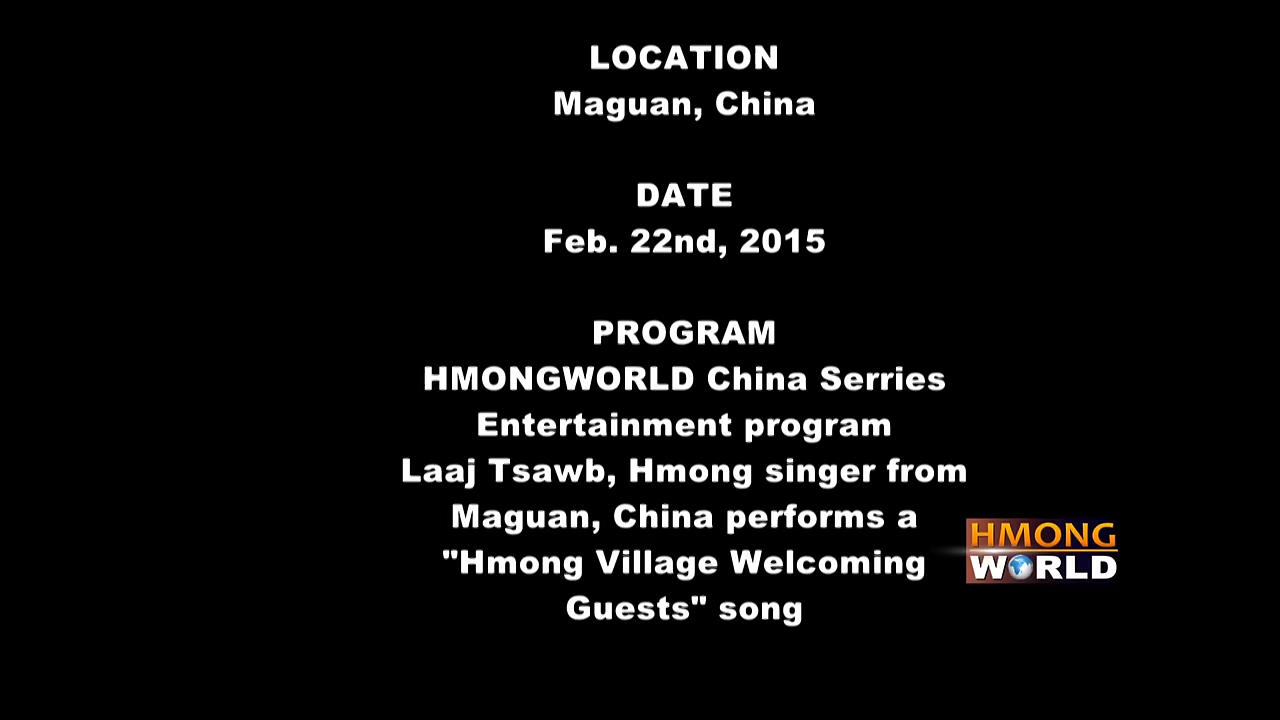 LOCATION
Maguan, China
DATE
Feb. 22nd, 2015
PROGRAM
HMONGWORLD China Serries
Entertainment program
Laaj Tsawb, Hmong singer from
Maguan, China performs a
"Hmong Village Welcoming
Guests" song
HMONG
WORLD